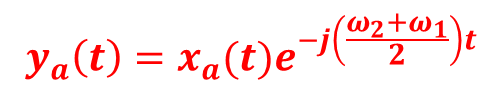 yₐ(t) = xₐ(t)e^{-j((ω₂+ω₁)/2)t}